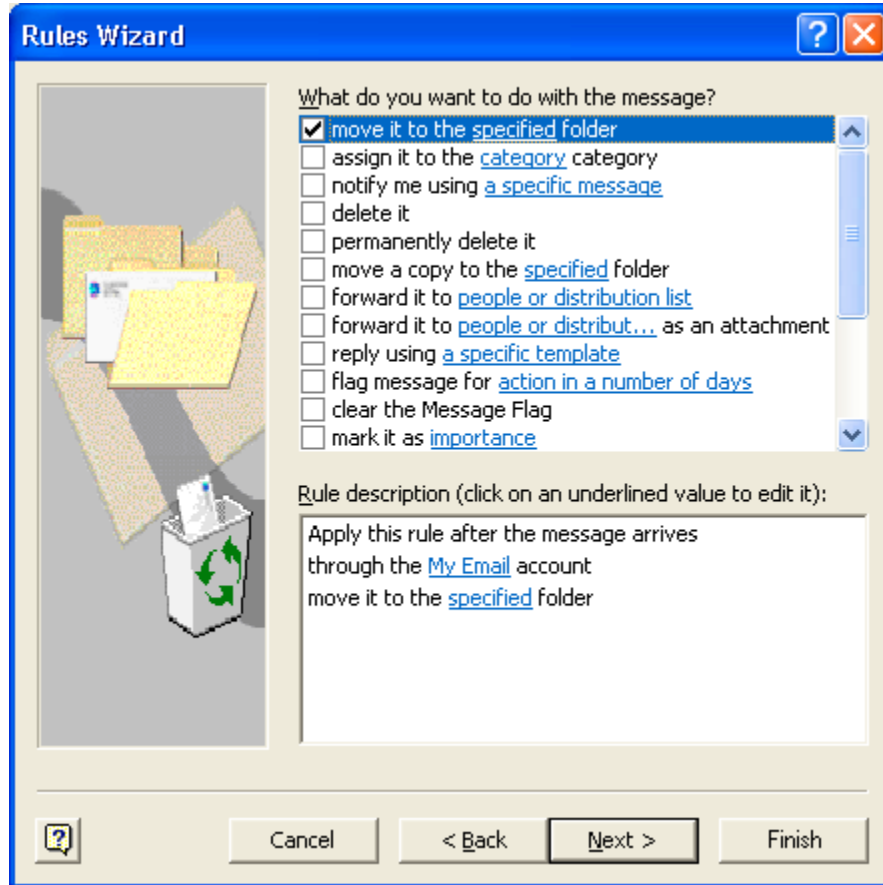 Rules Wizard
What do you want to do with the message?
move it to the specified folder
assign it to the category category
notify me using a specific message
delete it
permanently delete it
move a copy to the specified folder
forward it to people or distribution list
forward it to people or distribut... as an attachment
reply using a specific template
flag message for action in a number of days
clear the Message Flag
mark it as importance
Rule description (click on an underlined value to edit it):
Apply this rule after the message arrives
through the My Email account
move it to the specified folder
Cancel
< Back
Next >
Finish